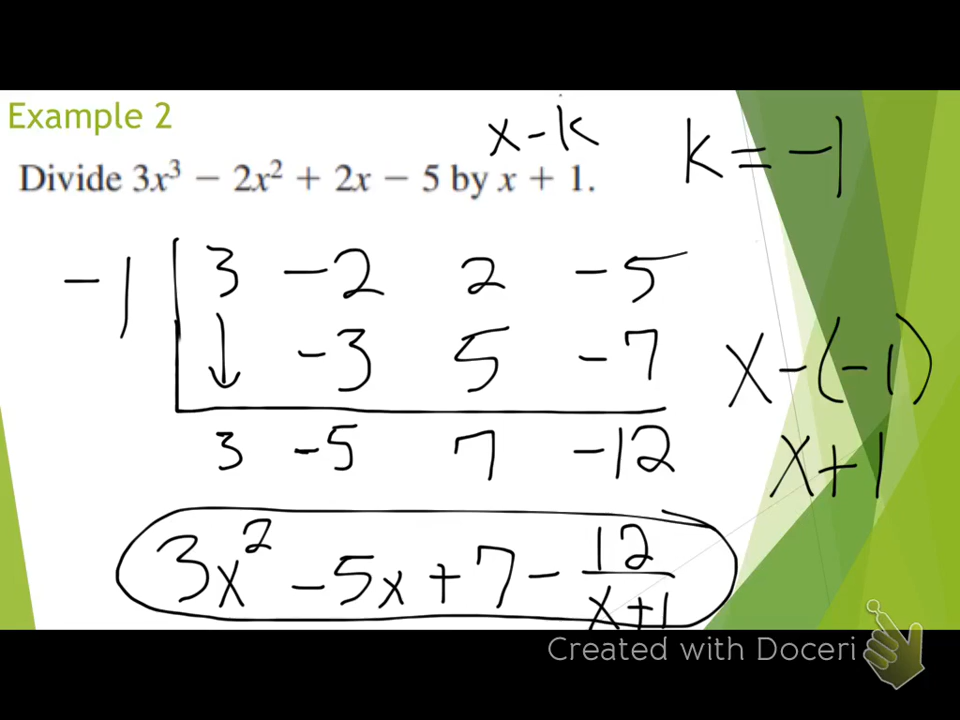 Example 2
x - k
k = -1
Divide 3x³ − 2x² + 2x − 5 by x + 1.
-1 | 3 -2 2 -5
↓ -3 5 -7
x - (-1)
3 -5 7 -12
x + 1
3x² - 5x + 7 - 12/(x+1)
Created with Doceri